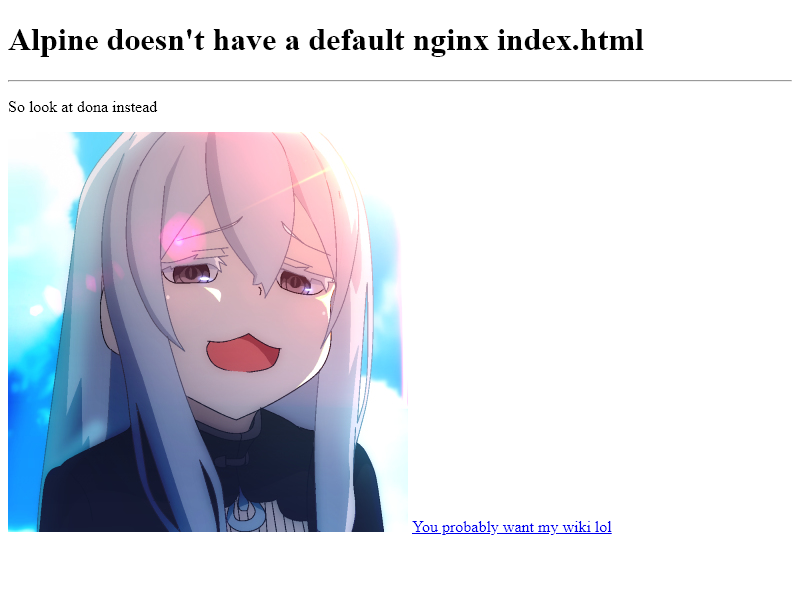 Alpine doesn't have a default nginx index.html
So look at dona instead
You probably want my wiki lol